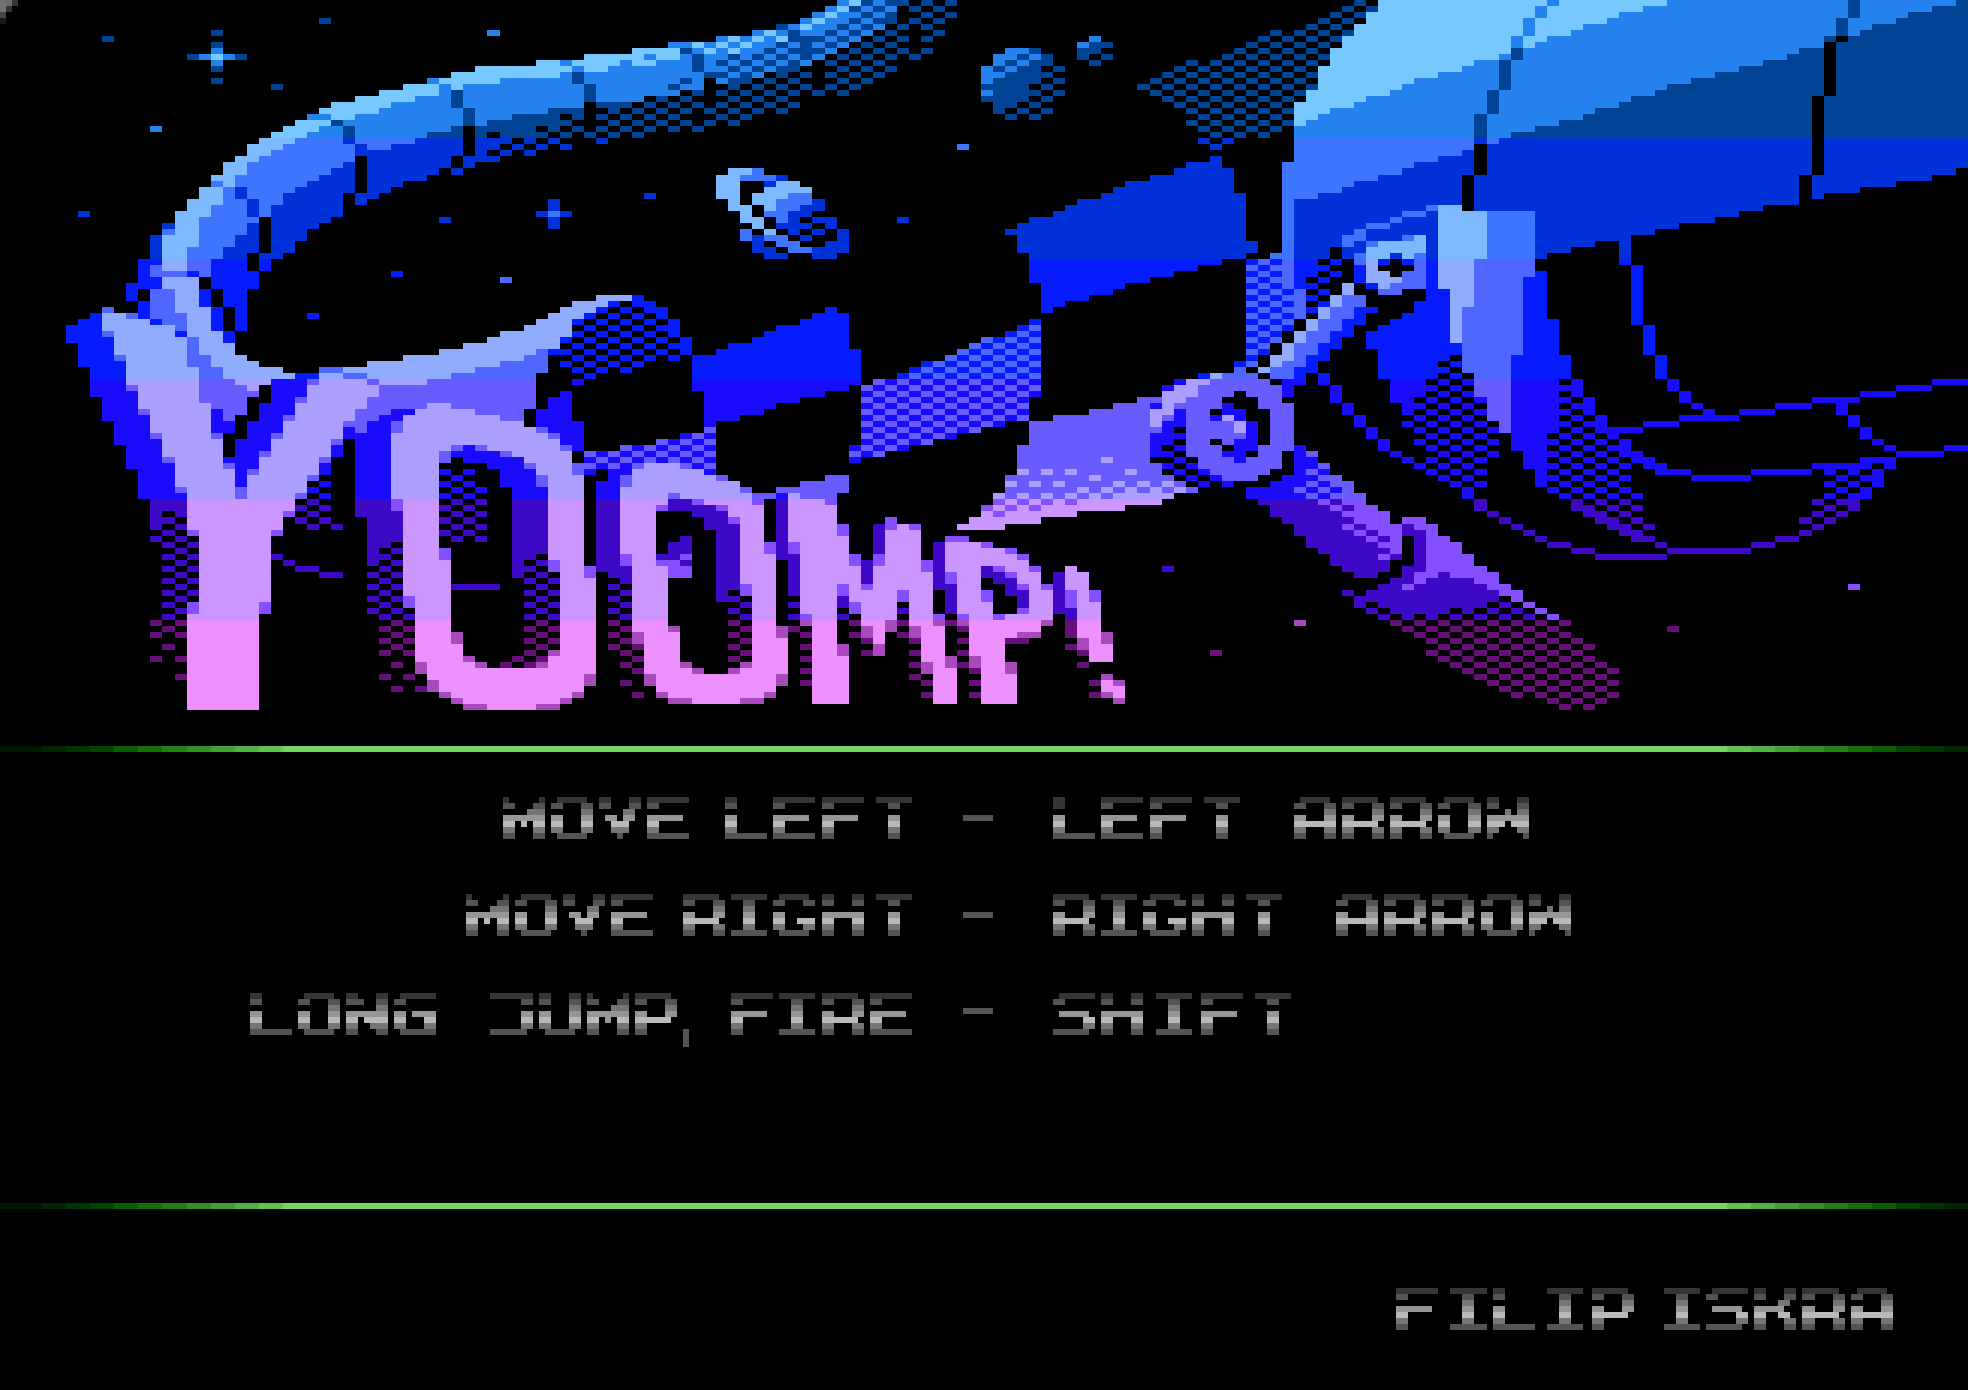 YOOMP!
MOVE LEFT - LEFT ARROW
MOVE RIGHT - RIGHT ARROW
LONG JUMP, FIRE - SHIFT
FILIP ISKRA